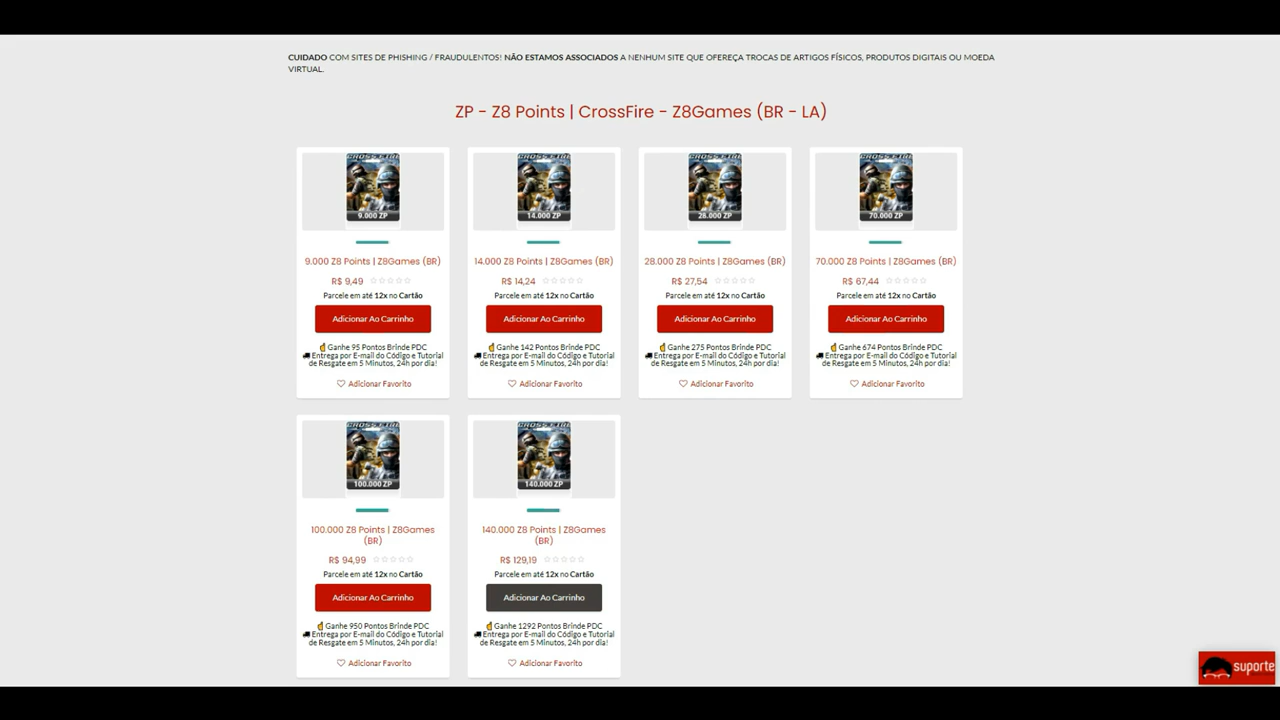 CUIDADO COM SITES DE PHISHING / FRAUDULENTOS! NÃO ESTAMOS ASSOCIADOS A NENHUM SITE QUE OFEREÇA TROCAS DE ARTIGOS FÍSICOS, PRODUTOS DIGITAIS OU MOEDA
VIRTUAL.
ZP - Z8 Points | CrossFire - Z8Games (BR - LA)
CROSS FIRE
9.000 ZP
9.000 Z8 Points | Z8Games (BR)
R$ 9,49
Parcele em até 12x no Cartão
Adicionar Ao Carrinho
Ganhe 95 Pontos Brinde PDC
Entrega por E-mail do Código e Tutorial
de Resgate em 5 Minutos, 24h por dia!
Adicionar Favorito
CROSS FIRE
14.000 ZP
14.000 Z8 Points | Z8Games (BR)
R$ 14,24
Parcele em até 12x no Cartão
Adicionar Ao Carrinho
Ganhe 142 Pontos Brinde PDC
Entrega por E-mail do Código e Tutorial
de Resgate em 5 Minutos, 24h por dia!
Adicionar Favorito
CROSS FIRE
28.000 ZP
28.000 Z8 Points | Z8Games (BR)
R$ 27,54
Parcele em até 12x no Cartão
Adicionar Ao Carrinho
Ganhe 275 Pontos Brinde PDC
Entrega por E-mail do Código e Tutorial
de Resgate em 5 Minutos, 24h por dia!
Adicionar Favorito
CROSS FIRE
70.000 ZP
70.000 Z8 Points | Z8Games (BR)
R$ 67,44
Parcele em até 12x no Cartão
Adicionar Ao Carrinho
Ganhe 674 Pontos Brinde PDC
Entrega por E-mail do Código e Tutorial
de Resgate em 5 Minutos, 24h por dia!
Adicionar Favorito
CROSS FIRE
100.000 ZP
100.000 Z8 Points | Z8Games
(BR)
R$ 94,99
Parcele em até 12x no Cartão
Adicionar Ao Carrinho
Ganhe 950 Pontos Brinde PDC
Entrega por E-mail do Código e Tutorial
de Resgate em 5 Minutos, 24h por dia!
Adicionar Favorito
CROSS FIRE
140.000 ZP
140.000 Z8 Points | Z8Games
(BR)
R$ 129,19
Parcele em até 12x no Cartão
Adicionar Ao Carrinho
Ganhe 1292 Pontos Brinde PDC
Entrega por E-mail do Código e Tutorial
de Resgate em 5 Minutos, 24h por dia!
Adicionar Favorito
suporte